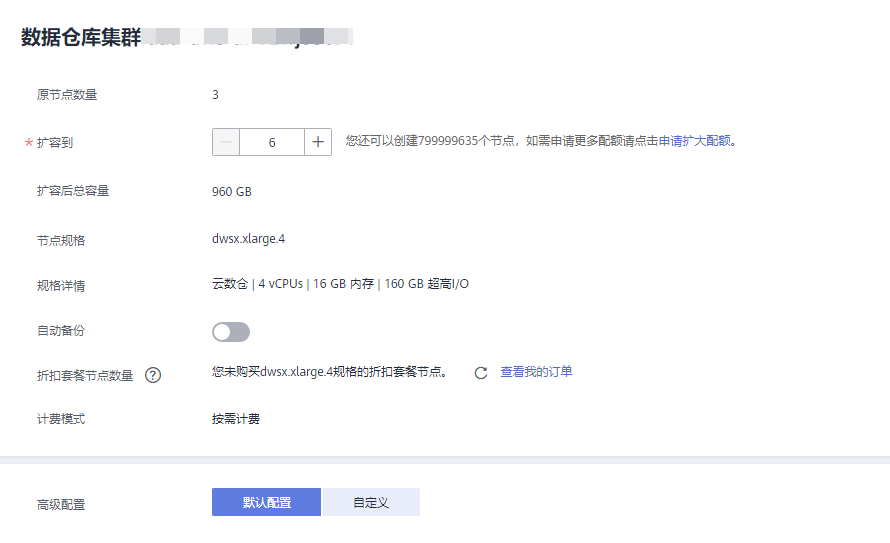 数据仓库集群
原节点数量 3
* 扩容到 — 6 + 您还可以创建799999635个节点，如需申请更多配额请点击申请扩大配额。
扩容后总容量 960 GB
节点规格 dwsx.xlarge.4
规格详情 云数仓 | 4 vCPUs | 16 GB 内存 | 160 GB 超高I/O
自动备份
折扣套餐节点数量 ? 您未购买dwsx.xlarge.4规格的折扣套餐节点。 查看我的订单
计费模式 按需计费
高级配置 默认配置 自定义